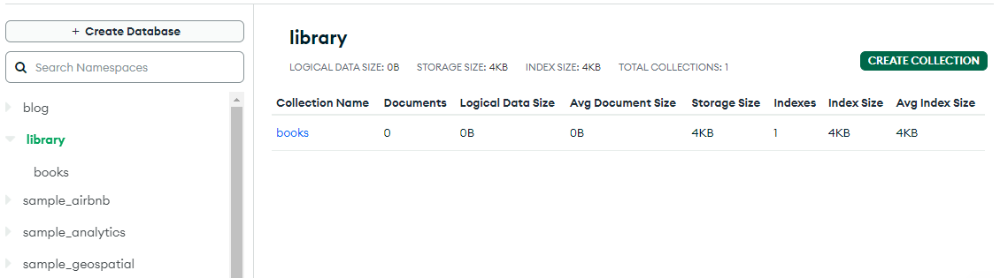 + Create Database
Search Namespaces
blog
library
books
sample_airbnb
sample_analytics
sample_geospatial
library
LOGICAL DATA SIZE: 0B STORAGE SIZE: 4KB INDEX SIZE: 4KB TOTAL COLLECTIONS: 1
CREATE COLLECTION
Collection Name Documents Logical Data Size Avg Document Size Storage Size Indexes Index Size Avg Index Size
books 0 0B 0B 4KB 1 4KB 4KB